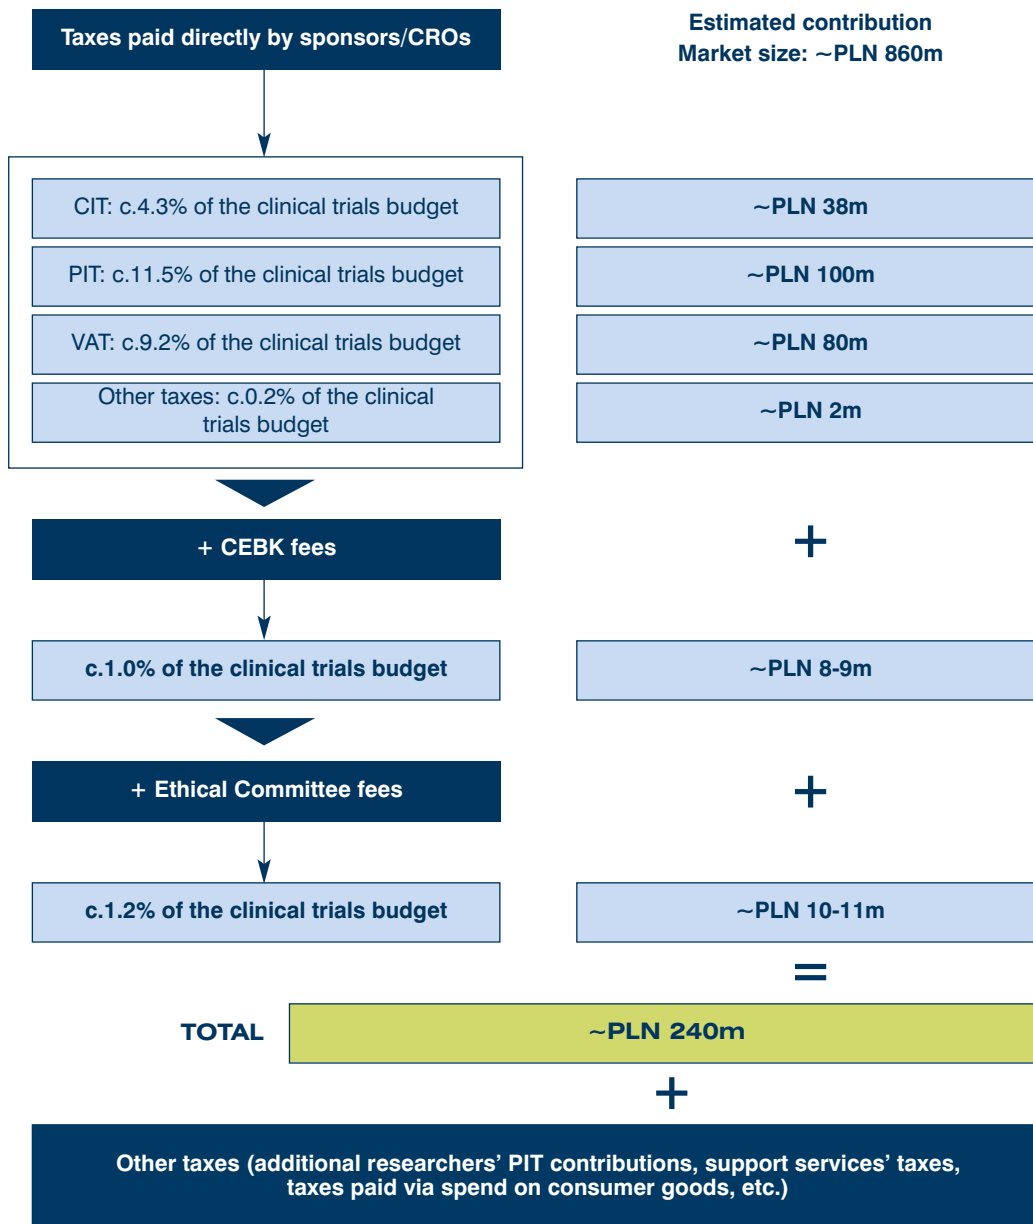 Taxes paid directly by sponsors/CROs
Estimated contribution
Market size: ~PLN 860m
CIT: c.4.3% of the clinical trials budget
~PLN 38m
PIT: c.11.5% of the clinical trials budget
~PLN 100m
VAT: c.9.2% of the clinical trials budget
~PLN 80m
Other taxes: c.0.2% of the clinical
trials budget
~PLN 2m
+ CEBK fees
+
c.1.0% of the clinical trials budget
~PLN 8-9m
+ Ethical Committee fees
+
c.1.2% of the clinical trials budget
~PLN 10-11m
=
TOTAL
~PLN 240m
+
Other taxes (additional researchers’ PIT contributions, support services’ taxes,
taxes paid via spend on consumer goods, etc.)